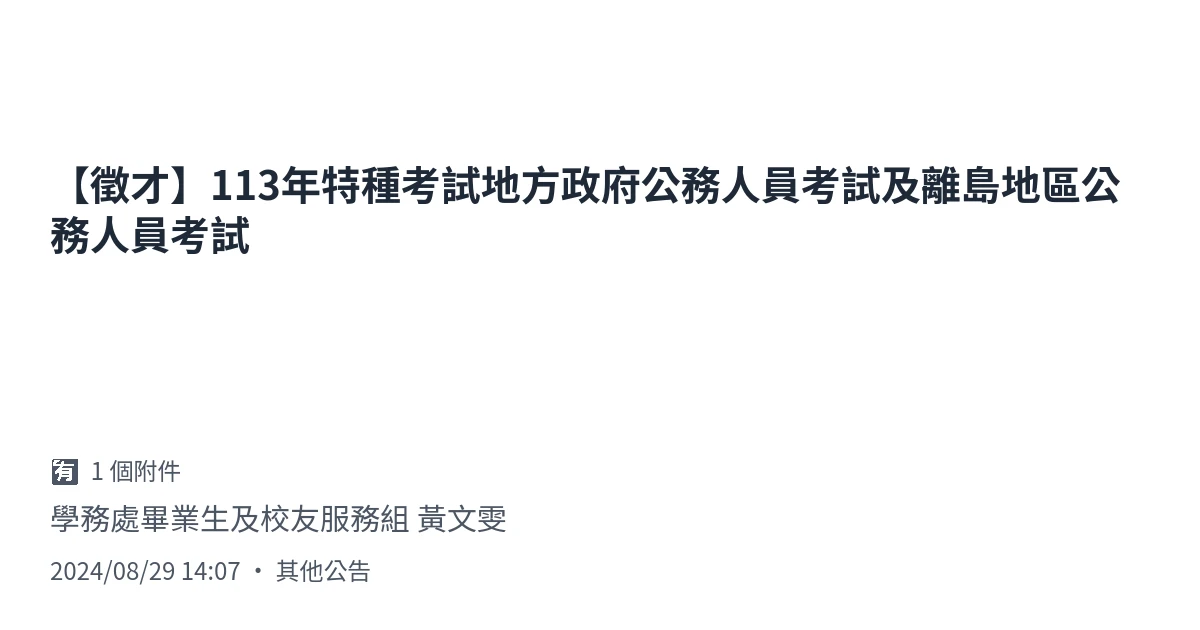 【徵才】113年特種考試地方政府公務人員考試及離島地區公
務人員考試
🈶 1 個附件
學務處畢業生及校友服務組 黃文雯
2024/08/29 14:07 • 其他公告